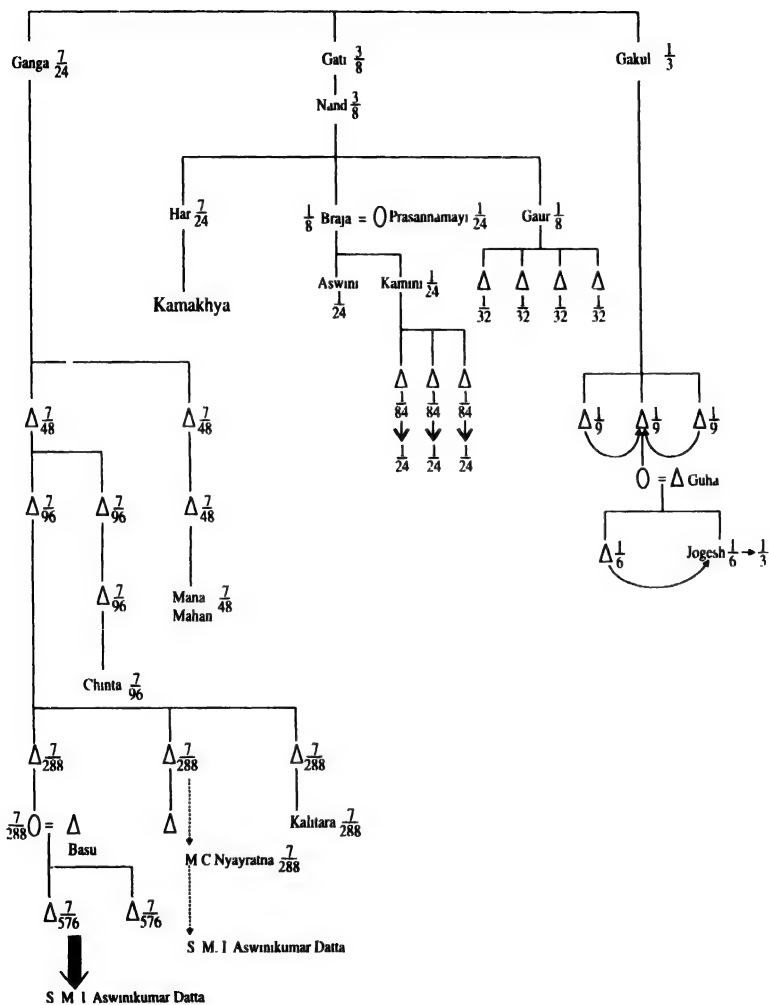 Ganga 7/24
Gati 3/8
Gakul 1/3
Nand 3/8
Har 7/24
1/8 Braja = Prasannamayi 1/24
Gaur 1/8
Kamakhya
Aswini 1/24
Kamini 1/24
1/32 1/32 1/32 1/32
1/84 1/84 1/84
1/24 1/24 1/24
7/48 7/48
1/9 1/9 1/9
= Guha
7/96 7/96 7/48
1/6 Jogesh 1/6 → 1/3
7/96
Mana Mahan 7/48
Chinta 7/96
7/288 7/288 7/288
7/288 =
Basu
Kalitara 7/288
M C Nyayratna 7/288
7/576 7/576
S M. I Aswinikumar Datta
S M I Aswinikumar Datta